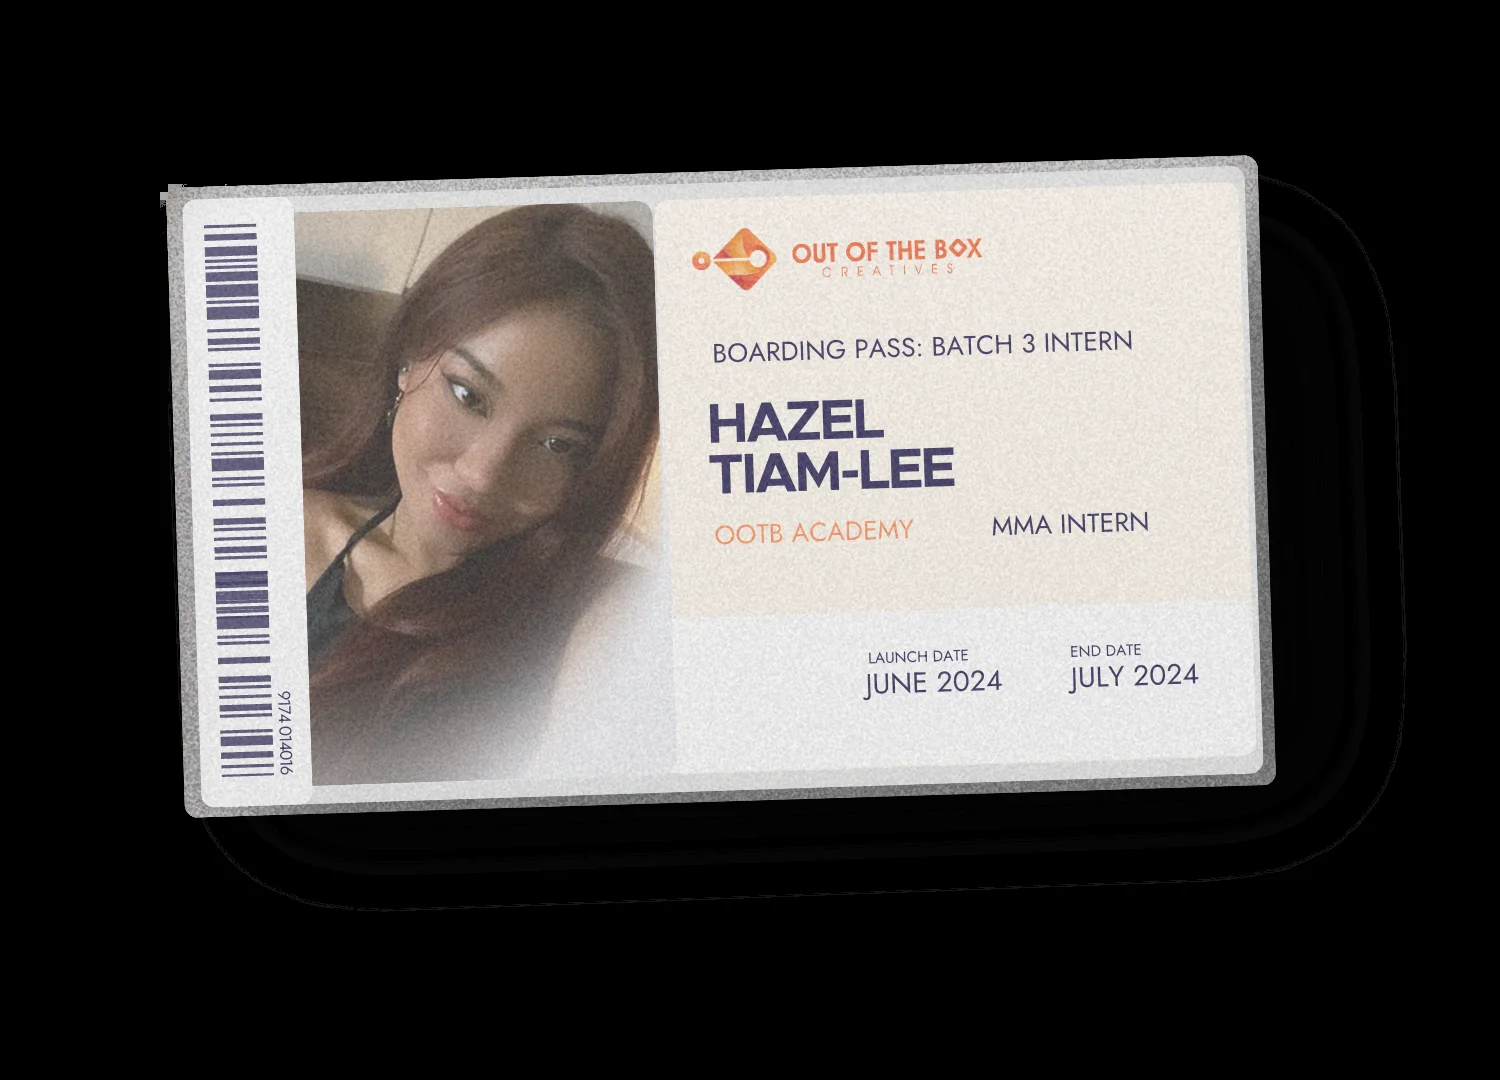 OUT OF THE BOX
CREATIVES
BOARDING PASS: BATCH 3 INTERN
HAZEL
TIAM-LEE
OOTB ACADEMY
MMA INTERN
LAUNCH DATE
JUNE 2024
END DATE
JULY 2024
9174 014016